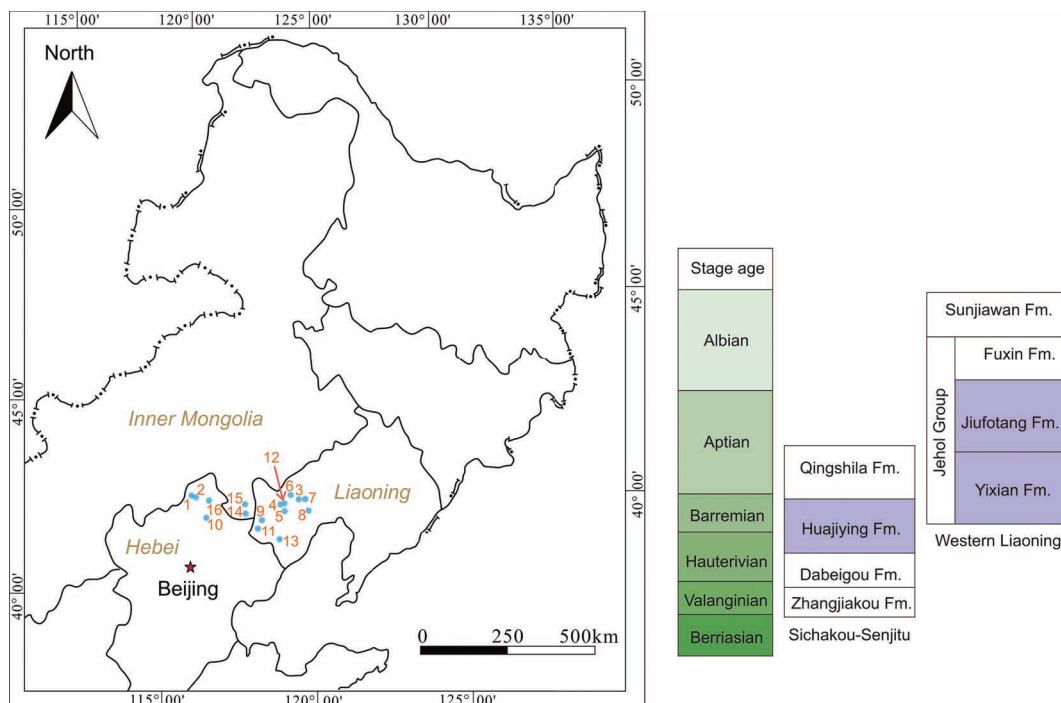 115°00' 120°00' 125°00' 130°00' 135°00'
North
50°00'
50°00'
45°00'
45°00'
40°00'
40°00'
Inner Mongolia
Liaoning
Hebei
Beijing
12
6 3
7
4
5
8
2
1
16
10
15
14
9
11
13
0 250 500km
115°00' 120°00' 125°00'
Stage age
Albian
Aptian
Barremian
Hauterivian
Valanginian
Berriasian
Qingshila Fm.
Huajiying Fm.
Dabeigou Fm.
Zhangjiakou Fm.
Sichakou-Senjitu
Sunjiawan Fm.
Jehol Group
Fuxin Fm.
Jiufotang Fm.
Yixian Fm.
Western Liaoning